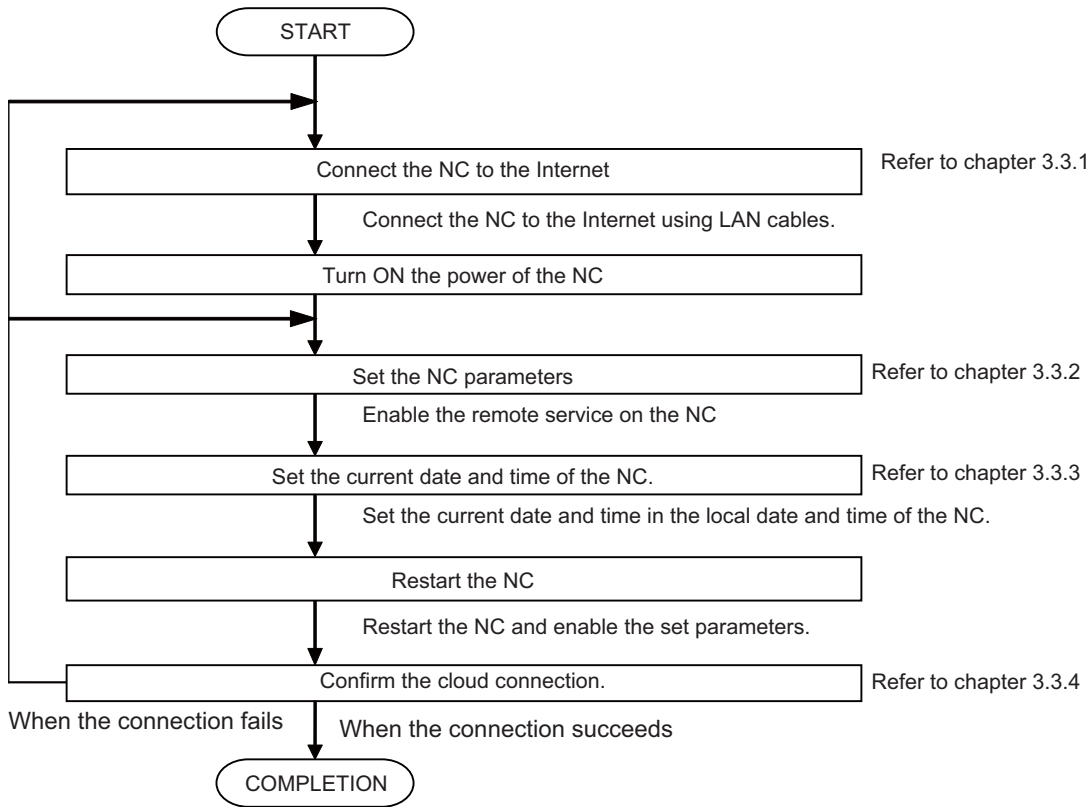 START
Connect the NC to the Internet
Refer to chapter 3.3.1
Connect the NC to the Internet using LAN cables.
Turn ON the power of the NC
Set the NC parameters
Refer to chapter 3.3.2
Enable the remote service on the NC
Set the current date and time of the NC.
Refer to chapter 3.3.3
Set the current date and time in the local date and time of the NC.
Restart the NC
Restart the NC and enable the set parameters.
Confirm the cloud connection.
Refer to chapter 3.3.4
When the connection fails
When the connection succeeds
COMPLETION